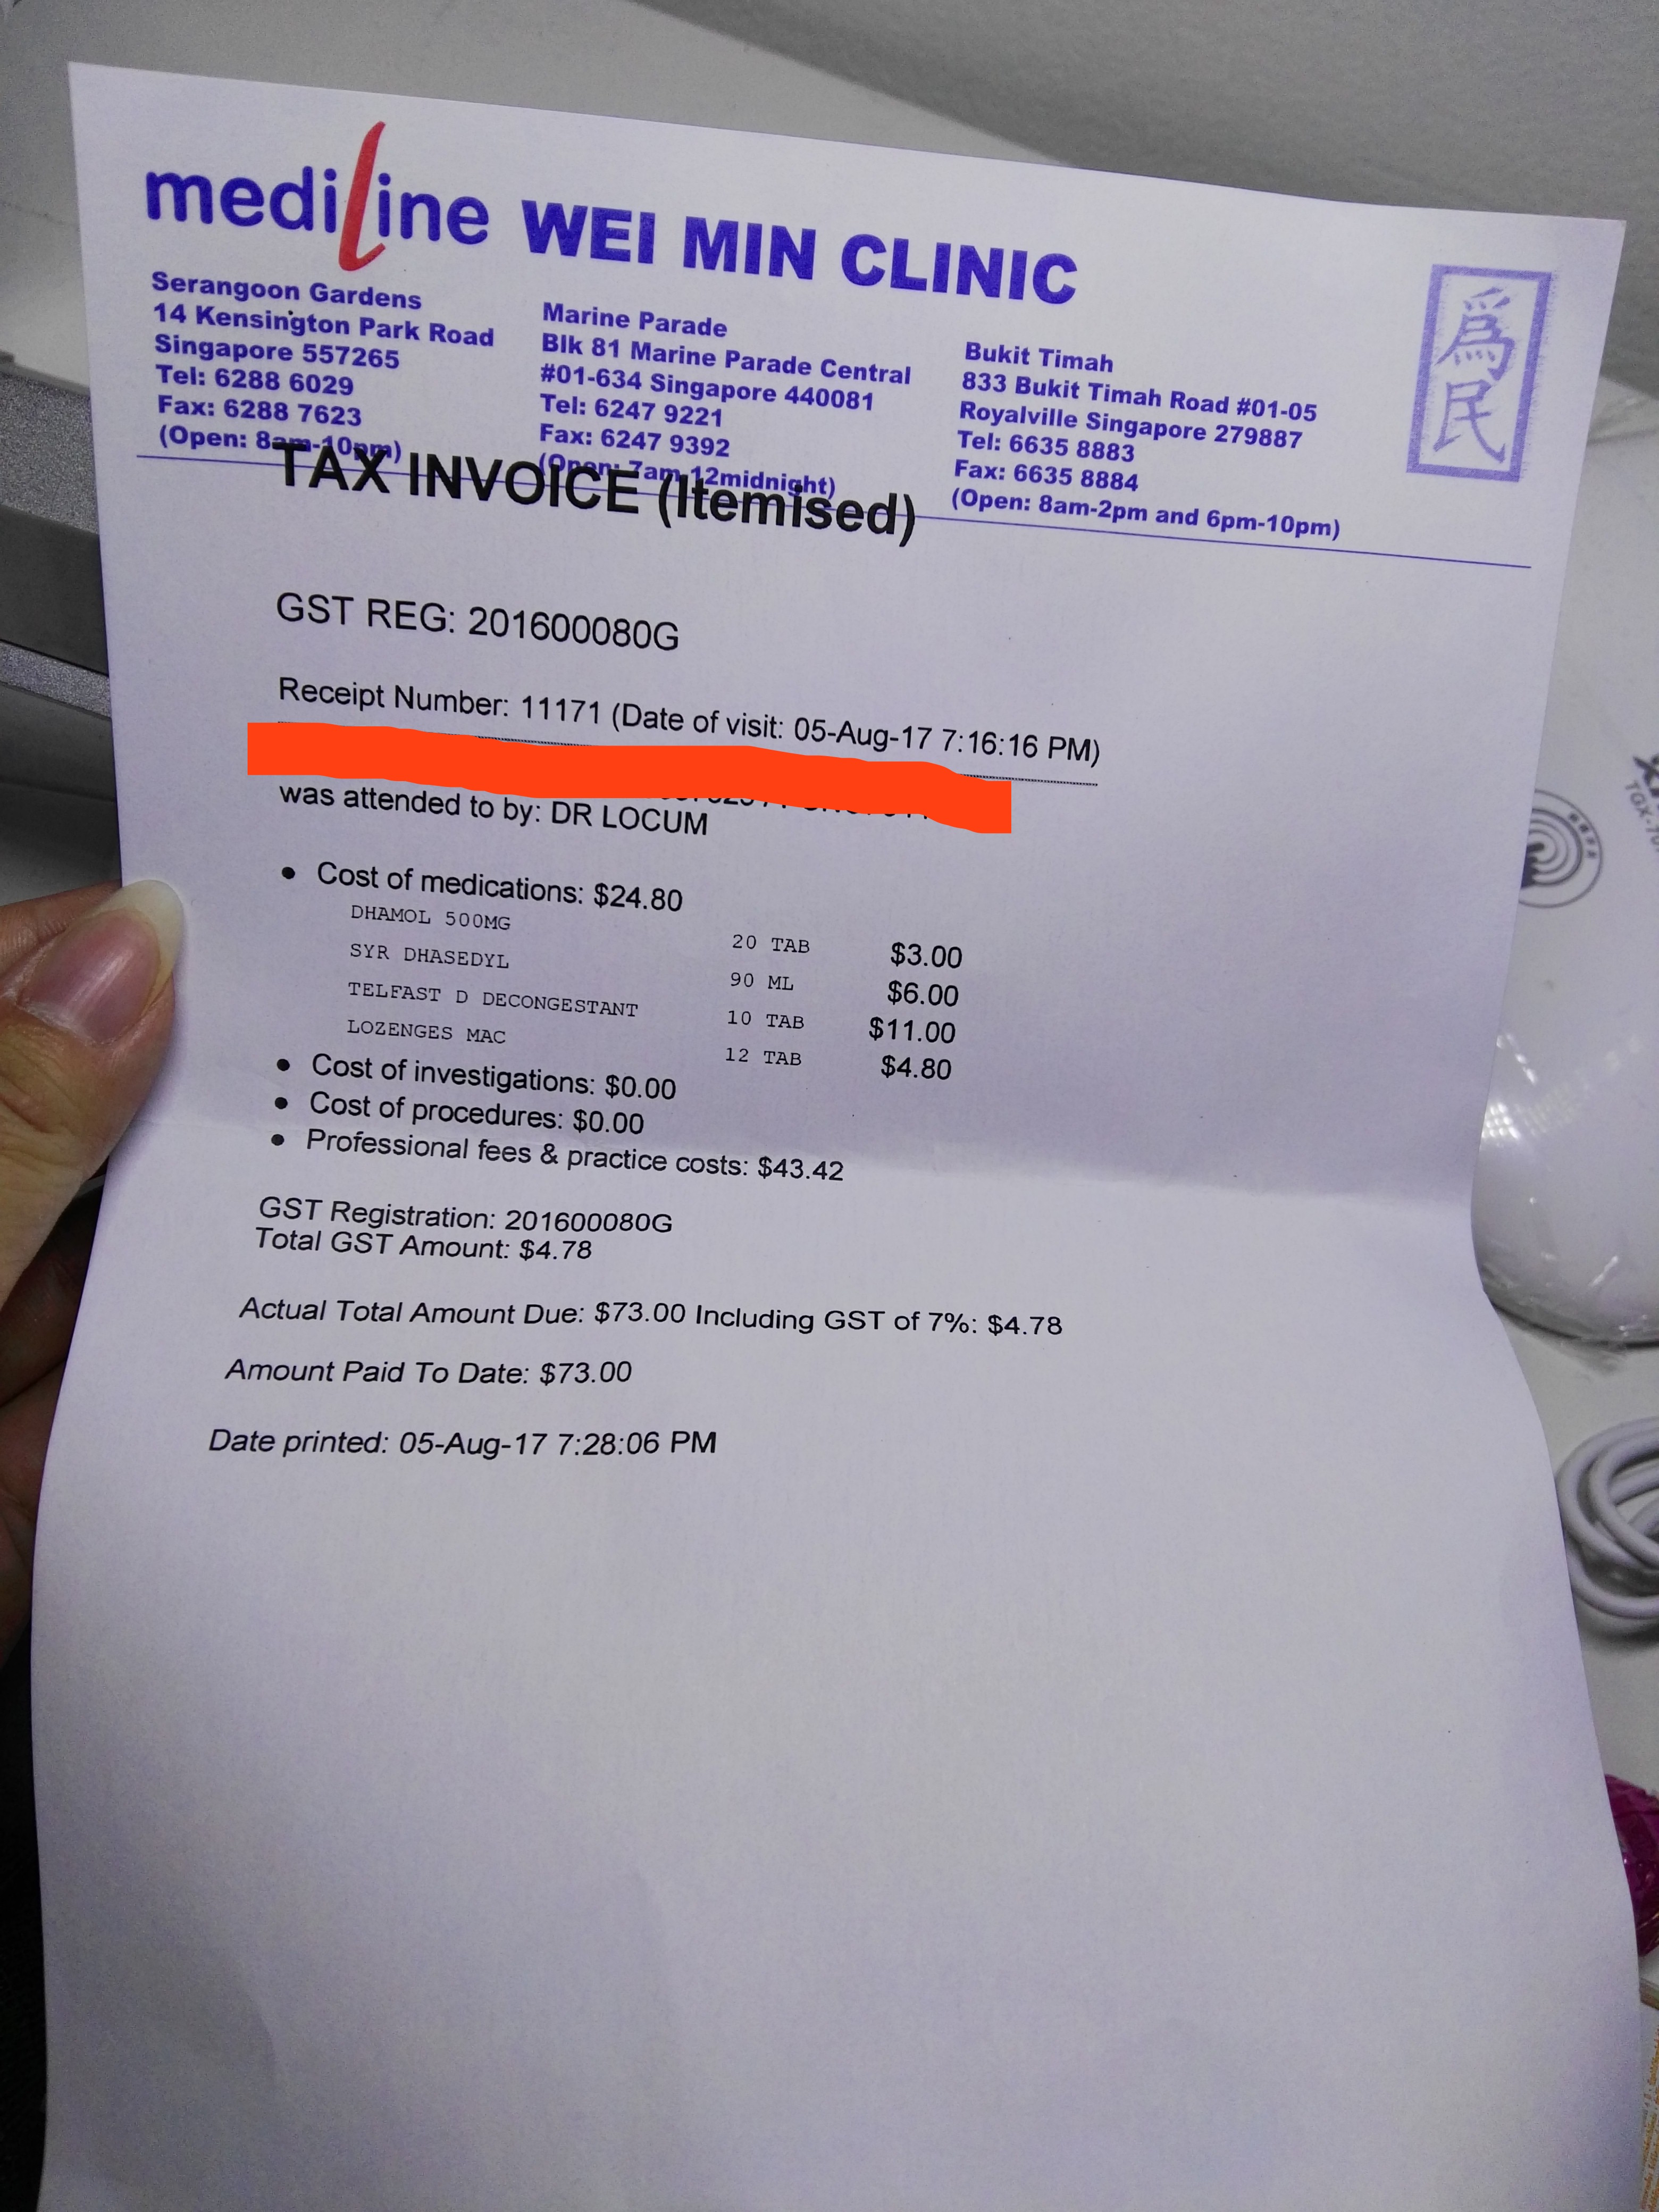 mediline WEI MIN CLINIC
Serangoon Gardens
14 Kensington Park Road
Singapore 557265
Tel: 6288 6029
Fax: 6288 7623
(Open: 8am-10pm)
Marine Parade
Blk 81 Marine Parade Central
#01-634 Singapore 440081
Tel: 6247 9221
Fax: 6247 9392
(Open: 7am-12midnight)
Bukit Timah
833 Bukit Timah Road #01-05
Royalville Singapore 279887
Tel: 6635 8883
Fax: 6635 8884
(Open: 8am-2pm and 6pm-10pm)
爲民
TAX INVOICE (Itemised)
GST REG: 201600080G
Receipt Number: 11171 (Date of visit: 05-Aug-17 7:16:16 PM)
was attended to by: DR LOCUM
• Cost of medications: $24.80
DHAMOL 500MG 20 TAB $3.00
SYR DHASEDYL 90 ML $6.00
TELFAST D DECONGESTANT 10 TAB $11.00
LOZENGES MAC 12 TAB $4.80
• Cost of investigations: $0.00
• Cost of procedures: $0.00
• Professional fees & practice costs: $43.42
GST Registration: 201600080G
Total GST Amount: $4.78
Actual Total Amount Due: $73.00 Including GST of 7%: $4.78
Amount Paid To Date: $73.00
Date printed: 05-Aug-17 7:28:06 PM